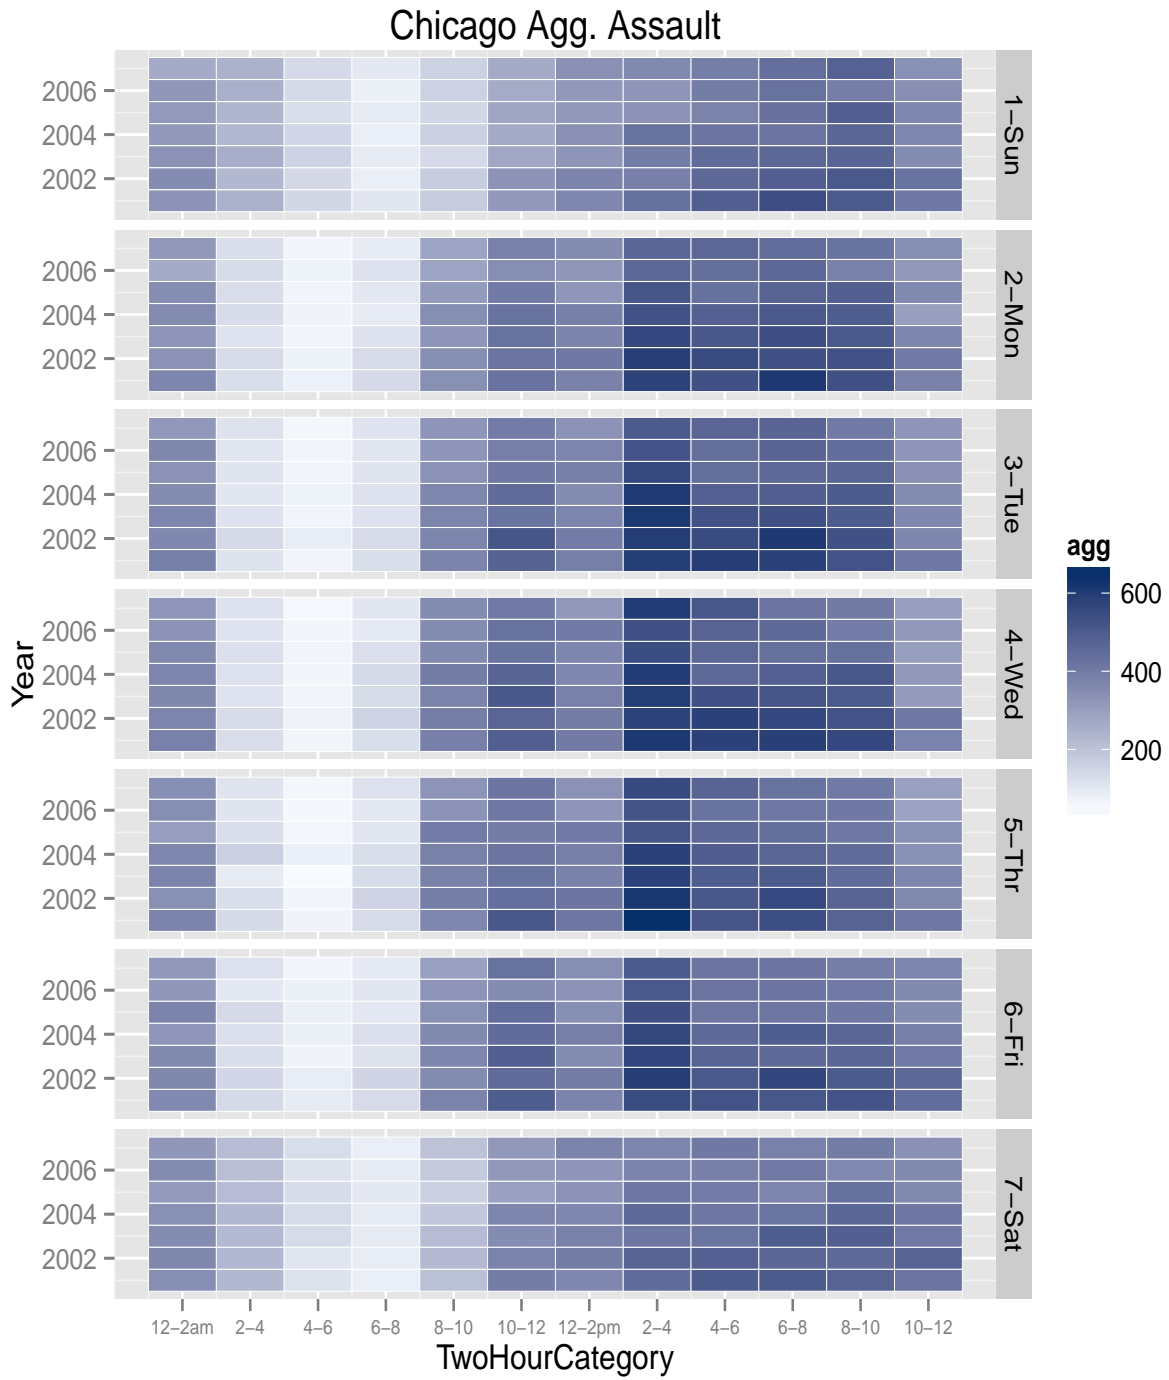 Chicago Agg. Assault
2006
2004
2002
1–Sun
2006
2004
2002
2–Mon
2006
2004
2002
3–Tue
2006
2004
2002
4–Wed
2006
2004
2002
5–Thr
2006
2004
2002
6–Fri
2006
2004
2002
7–Sat
Year
agg
600
400
200
12–2am 2–4 4–6 6–8 8–10 10–12 12–2pm 2–4 4–6 6–8 8–10 10–12
TwoHourCategory